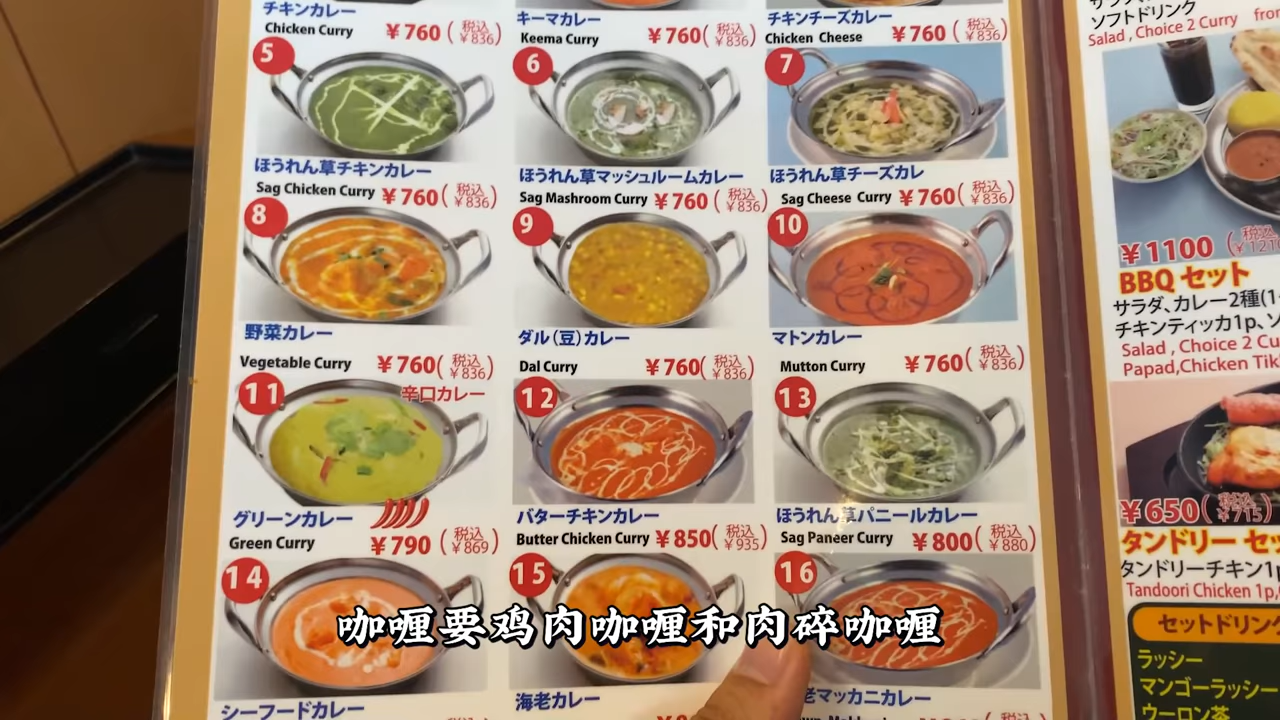 チキンカレー
Chicken Curry ￥760(税込￥836)
キーマカレー
Keema Curry ￥760(税込￥836)
チキンチーズカレー
Chicken Cheese ￥760(税込￥836)
5
ほうれん草チキンカレー
Sag Chicken Curry ￥760(税込￥836)
6
ほうれん草マッシュルームカレー
Sag Mashroom Curry ￥760(税込￥836)
7
ほうれん草チーズカレ
Sag Cheese Curry ￥760(税込￥836)
8
野菜カレー
Vegetable Curry ￥760(税込￥836)
9
ダル(豆)カレー
Dal Curry ￥760(税込￥836)
10
マトンカレー
Mutton Curry ￥760(税込￥836)
11
辛口カレー
グリーンカレー
Green Curry ￥790(税込￥869)
12
バターチキンカレー
Butter Chicken Curry ￥850(税込￥935)
13
ほうれん草パニールカレー
Sag Paneer Curry ￥800(税込￥880)
14
シーフードカレー
15
海老カレー
16
老マッカニカレー
ソフトドリンク
Salad , Choice 2 Curry from
￥1100(税込
BBQ セット
サラダ、カレー2種(1
チキンティッカ1p、ソ
Salad , Choice 2 Cu
Papad,Chicken Tik
￥650(税込￥715)
タンドリー セッ
タンドリーチキン1p
Tandoori Chicken 1p,
セットドリンク
ラッシー
マンゴーラッシー
ウーロン茶
咖喱要鸡肉咖喱和肉碎咖喱